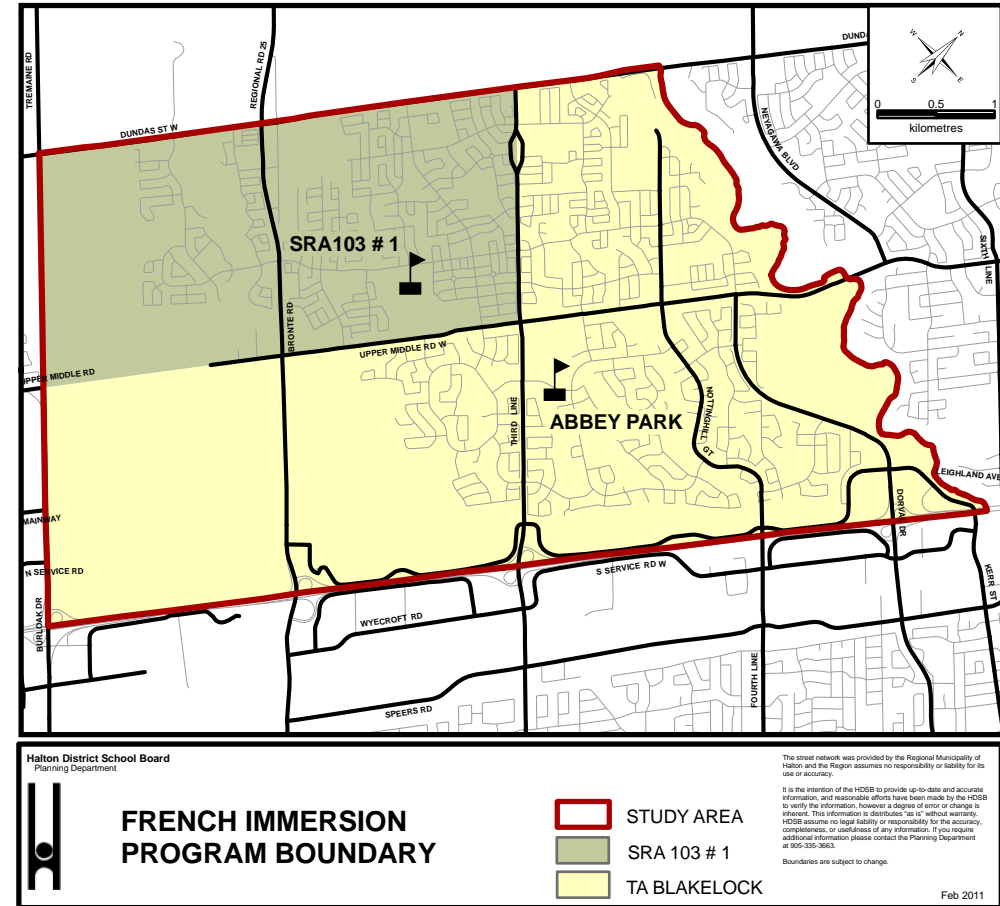 TREMAINE RD
REGIONAL RD 25
DUNDAS ST W
DUNDA
W
N
S
E
0 0.5 1
kilometres
NEYAGAWA BLVD
SIXTH LINE
SRA103 # 1
BRONTE RD
UPPER MIDDLE RD W
UPPER MIDDLE RD
THIRD LINE
ABBEY PARK
NOTTINGHILL GT
LEIGHLAND AVE
MAINWAY
DORVAL DR
N SERVICE RD
S SERVICE RD W
KERR ST
BURLOAK DR
WYECROFT RD
FOURTH LINE
SPEERS RD
Halton District School Board
Planning Department
FRENCH IMMERSION
PROGRAM BOUNDARY
STUDY AREA
SRA 103 # 1
TA BLAKELOCK
The street network was provided by the Regional Municipality of
Halton and the Region assumes no responsibility or liability for its
use or accuracy.
It is the intention of the HDSB to provide up-to-date and accurate
information, and reasonable efforts have been made by the HDSB
to verify the information, however a degree of error or change is
inherent. This information is distributes "as is" without warranty.
HDSB assume no legal liability or responsibility for the accuracy,
completeness, or usefulness of any information. If you require
additional information please contact the Planning Department
at 905-335-3663.
Boundaries are subject to change.
Feb 2011